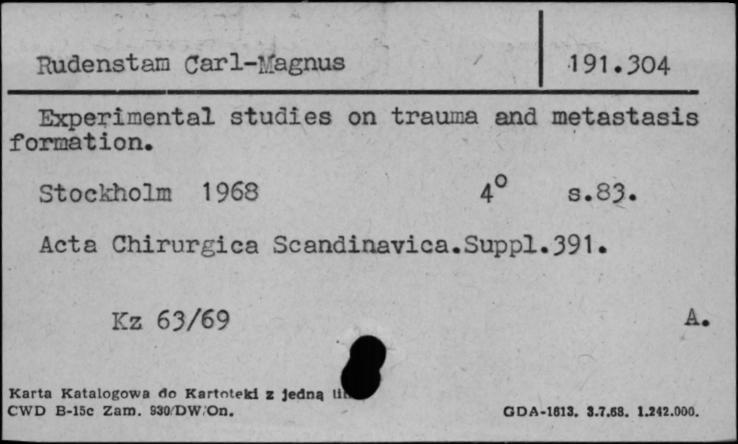 Rudenstam Carl-Magnus 191.304
Experimental studies on trauma and metastasis
formation.
Stockholm 1968 4° s.83.
Acta Chirurgica Scandinavica.Suppl.391.
Kz 63/69 A.
Karta Katalogowa do Kartoteki z jedną
CWD B-15c Zam. 930/DW/On. GDA-1613. 3.7.68. 1.242.000.